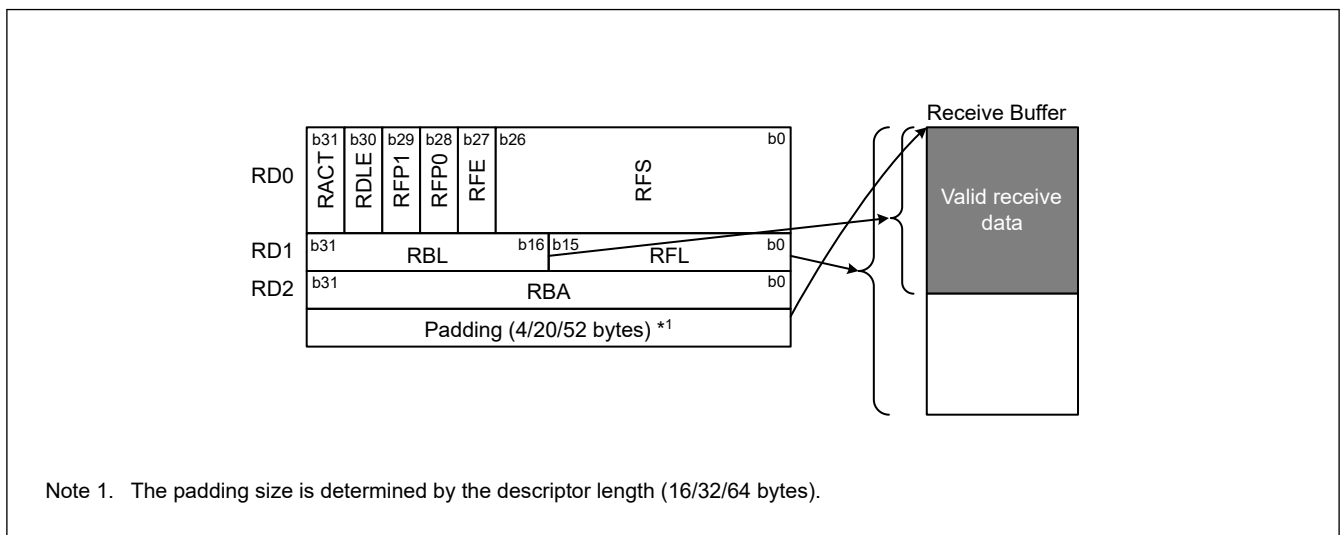 Receive Buffer
b31 b30 b29 b28 b27 b26 b0
RD0 RACT RDLE RFP1 RFP0 RFE RFS
Valid receive
data
RD1 b31 RBL b16 b15 RFL b0
RD2 b31 RBA b0
Padding (4/20/52 bytes) *1
Note 1. The padding size is determined by the descriptor length (16/32/64 bytes).